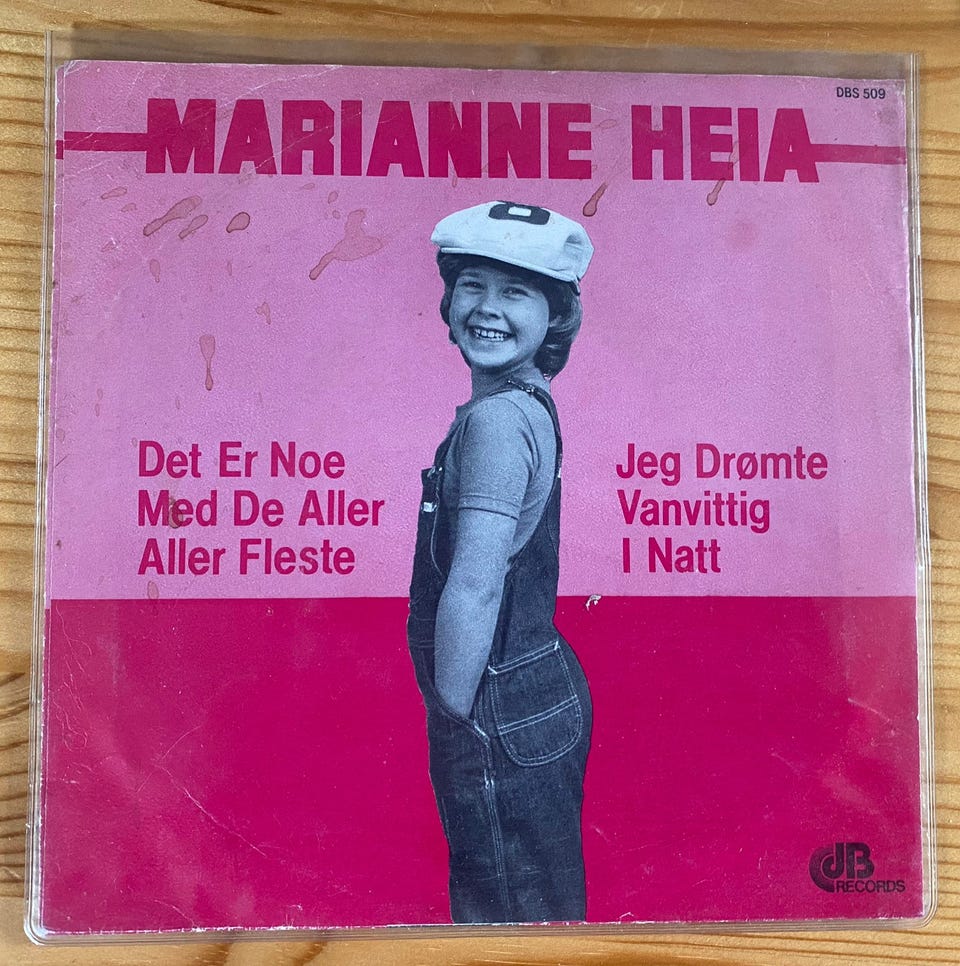 DBS 509
MARIANNE HEIA
Det Er Noe
Med De Aller
Aller Fleste
Jeg Drømte
Vanvittig
I Natt
dB
RECORDS